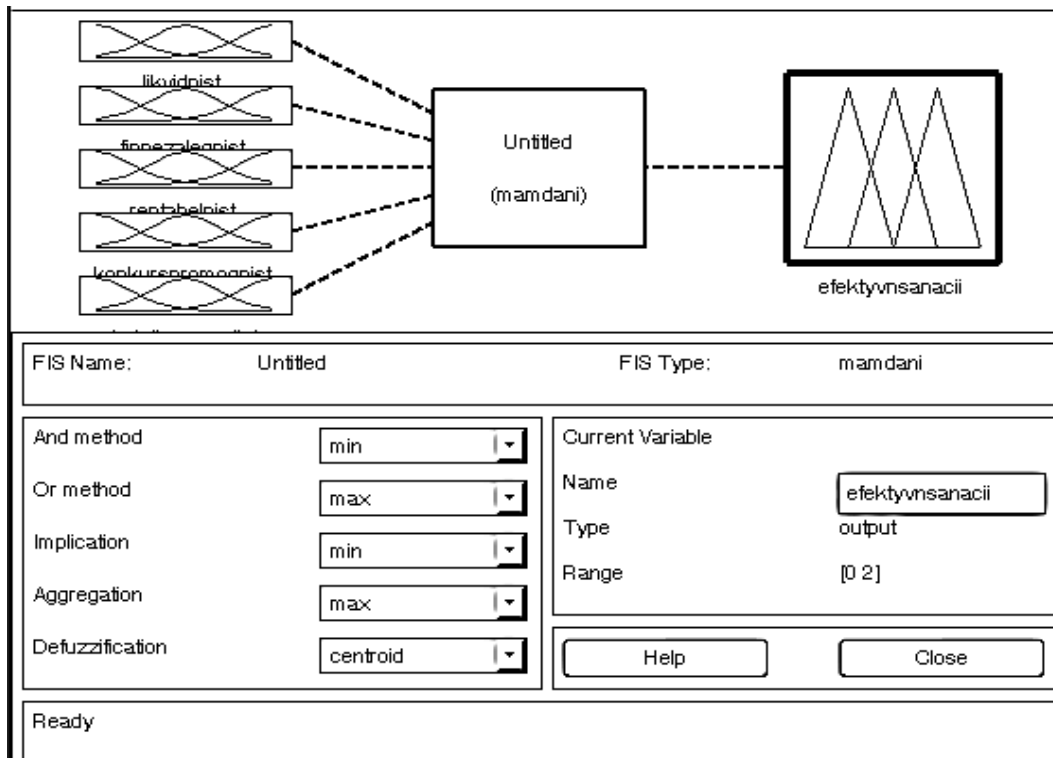 likvidnist
finnezalegnist
rentabelnist
konkurspromognist
Untitled
(mamdani)
efektyvnsanacii
FIS Name: Untitled FIS Type: mamdani
And method min
Or method max
Implication min
Aggregation max
Defuzzification centroid
Current Variable
Name efektyvnsanacii
Type output
Range [0 2]
Help Close
Ready